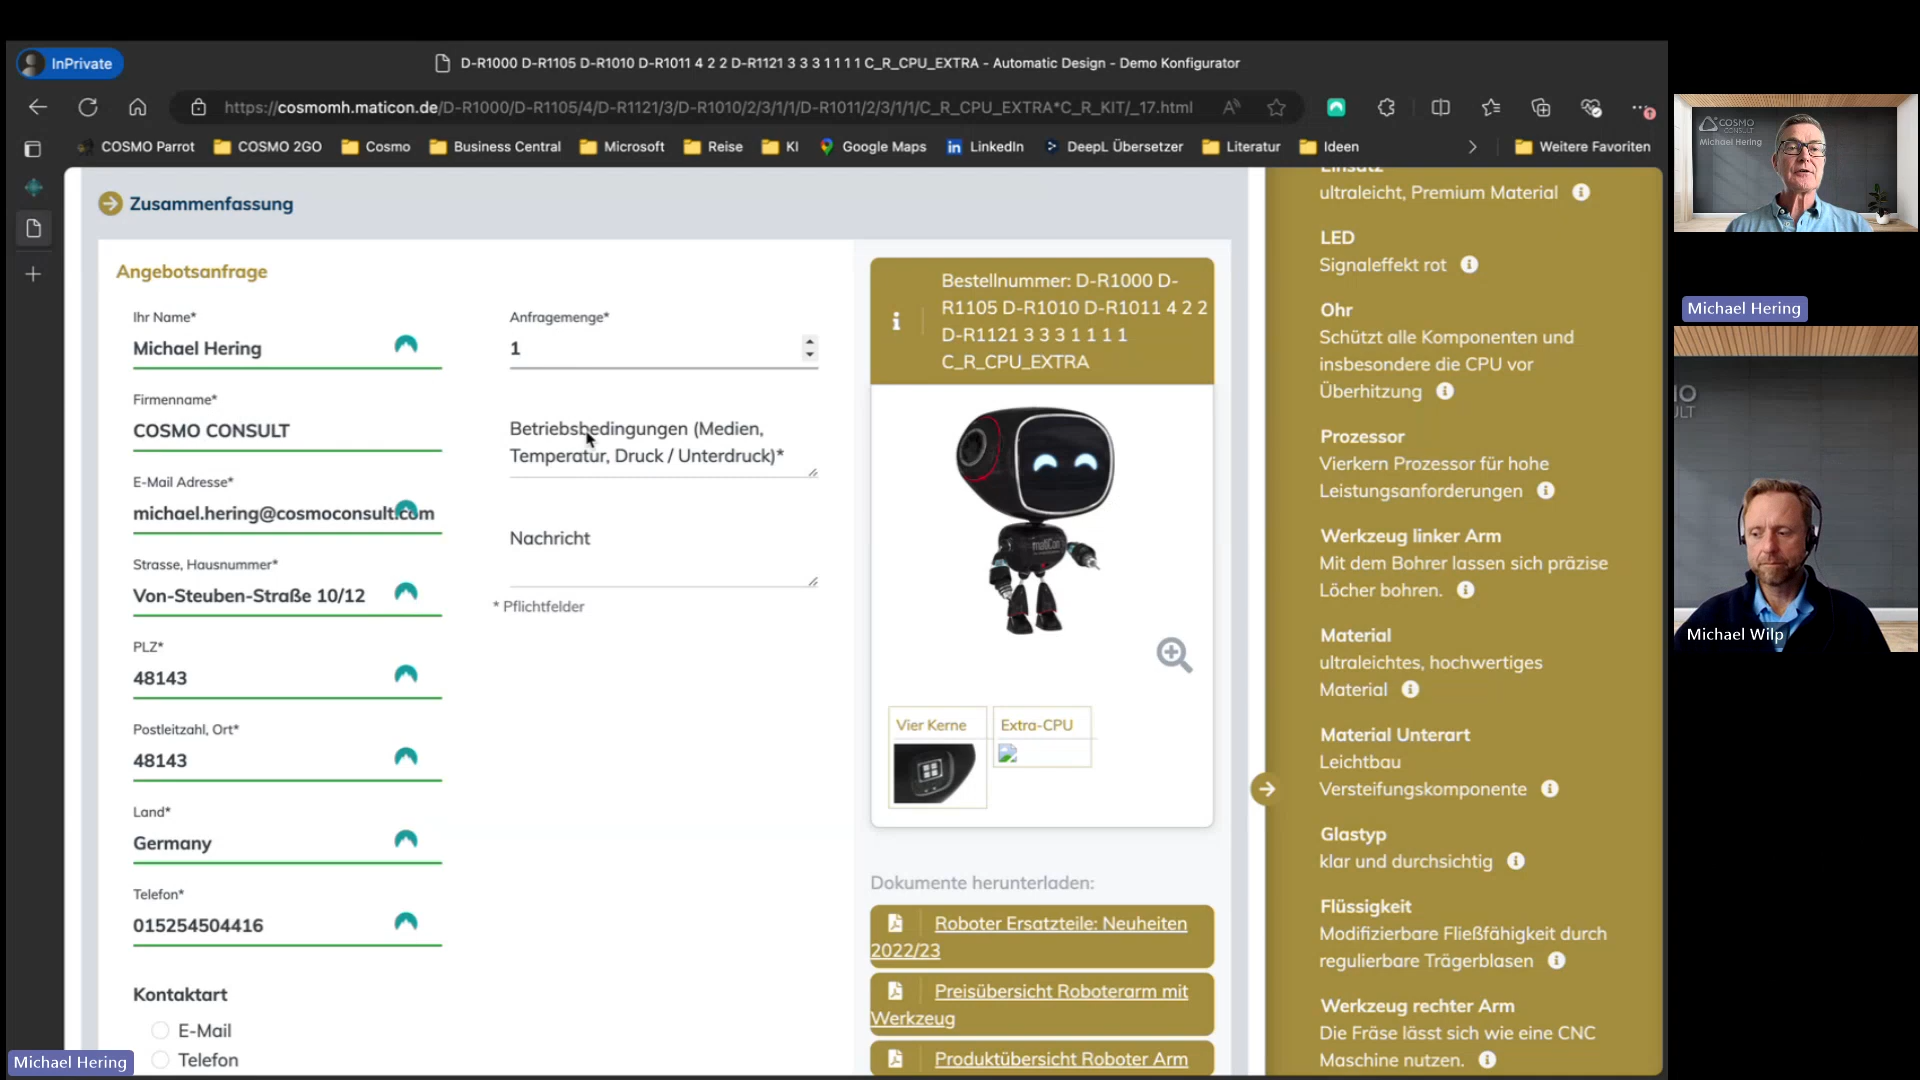 InPrivate
D-R1000 D-R1105 D-R1010 D-R1011 4 2 2 D-R1121 3 3 3 1 1 1 1 C_R_CPU_EXTRA - Automatic Design - Demo Konfigurator
https://cosmomh.maticon.de/D-R1000/D-R1105/4/D-R1121/3/D-R1010/2/3/1/1/D-R1011/2/3/1/1/C_R_CPU_EXTRA*C_R_KIT/_17.html
COSMO Parrot
COSMO 2GO
Cosmo
Business Central
Microsoft
Reise
KI
Google Maps
LinkedIn
DeepL Übersetzer
Literatur
Ideen
Weitere Favoriten
Zusammenfassung
Angebotsanfrage
Ihr Name*
Michael Hering
Firmenname*
COSMO CONSULT
E-Mail Adresse*
michael.hering@cosmoconsult.com
Strasse, Hausnummer*
Von-Steuben-Straße 10/12
PLZ*
48143
Postleitzahl, Ort*
48143
Land*
Germany
Telefon*
015254504416
Kontaktart
E-Mail
Telefon
Anfragemenge*
1
Betriebsbedingungen (Medien,
Temperatur, Druck / Unterdruck)*
Nachricht
* Pflichtfelder
Bestellnummer: D-R1000 D-
R1105 D-R1010 D-R1011 4 2 2
D-R1121 3 3 3 1 1 1 1
C_R_CPU_EXTRA
matiCon
Vier Kerne
Extra-CPU
Dokumente herunterladen:
Roboter Ersatzteile: Neuheiten
2022/23
Preisübersicht Roboterarm mit
Werkzeug
Produktübersicht Roboter Arm
Einsatz
ultraleicht, Premium Material
LED
Signaleffekt rot
Ohr
Schützt alle Komponenten und
insbesondere die CPU vor
Überhitzung
Prozessor
Vierkern Prozessor für hohe
Leistungsanforderungen
Werkzeug linker Arm
Mit dem Bohrer lassen sich präzise
Löcher bohren.
Material
ultraleichtes, hochwertiges
Material
Material Unterart
Leichtbau
Versteifungskomponente
Glastyp
klar und durchsichtig
Flüssigkeit
Modifizierbare Fließfähigkeit durch
regulierbare Trägerblasen
Werkzeug rechter Arm
Die Fräse lässt sich wie eine CNC
Maschine nutzen.
COSMO
CONSULT
Michael Hering
Michael Hering
MO
ULT
Michael Wilp
Michael Hering